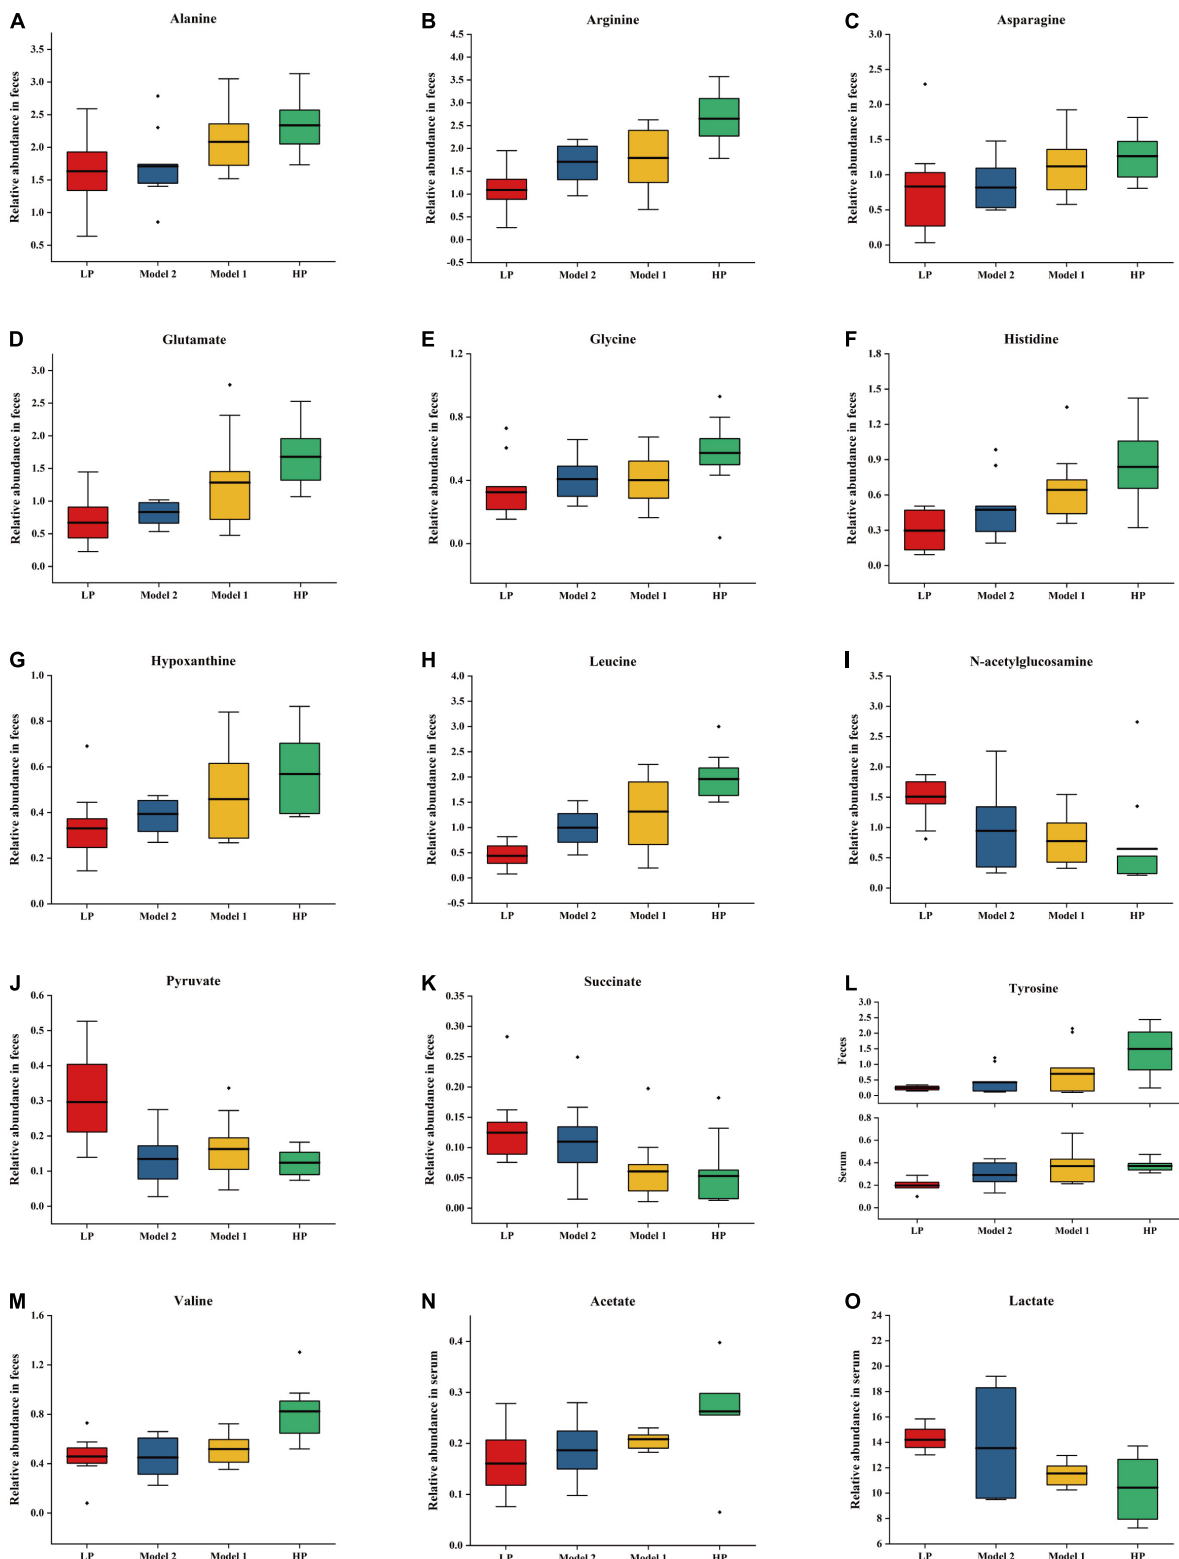 A Alanine
Relative abundance in feces
3.5
3.0
2.5
2.0
1.5
1.0
0.5
LP Model 2 Model 1 HP
B Arginine
Relative abundance in feces
4.5
4.0
3.5
3.0
2.5
2.0
1.5
1.0
0.5
0.0
-0.5
LP Model 2 Model 1 HP
C Asparagine
Relative abundance in feces
3.0
2.5
2.0
1.5
1.0
0.5
0.0
LP Model 2 Model 1 HP
D Glutamate
Relative abundance in feces
3.0
2.5
2.0
1.5
1.0
0.5
0.0
LP Model 2 Model 1 HP
E Glycine
Relative abundance in feces
1.2
0.8
0.4
0.0
LP Model 2 Model 1 HP
F Histidine
Relative abundance in feces
1.8
1.5
1.2
0.9
0.6
0.3
0.0
LP Model 2 Model 1 HP
G Hypoxanthine
Relative abundance in feces
1.0
0.8
0.6
0.4
0.2
0.0
LP Model 2 Model 1 HP
H Leucine
Relative abundance in feces
4.0
3.5
3.0
2.5
2.0
1.5
1.0
0.5
0.0
-0.5
LP Model 2 Model 1 HP
I N-acetylglucosamine
Relative abundance in feces
3.5
3.0
2.5
2.0
1.5
1.0
0.5
0.0
LP Model 2 Model 1 HP
J Pyruvate
Relative abundance in feces
0.6
0.5
0.4
0.3
0.2
0.1
0.0
LP Model 2 Model 1 HP
K Succinate
Relative abundance in feces
0.35
0.30
0.25
0.20
0.15
0.10
0.05
0.00
LP Model 2 Model 1 HP
L Tyrosine
Feces
3.0
2.5
2.0
1.5
1.0
0.5
Serum
0.8
0.6
0.4
0.2
0.0
LP Model 2 Model 1 HP
M Valine
Relative abundance in feces
1.6
1.2
0.8
0.4
0.0
LP Model 2 Model 1 HP
N Acetate
Relative abundance in serum
0.4
0.3
0.2
0.1
0.0
LP Model 2 Model 1 HP
O Lactate
Relative abundance in serum
24
22
20
18
16
14
12
10
8
6
LP Model 2 Model 1 HP